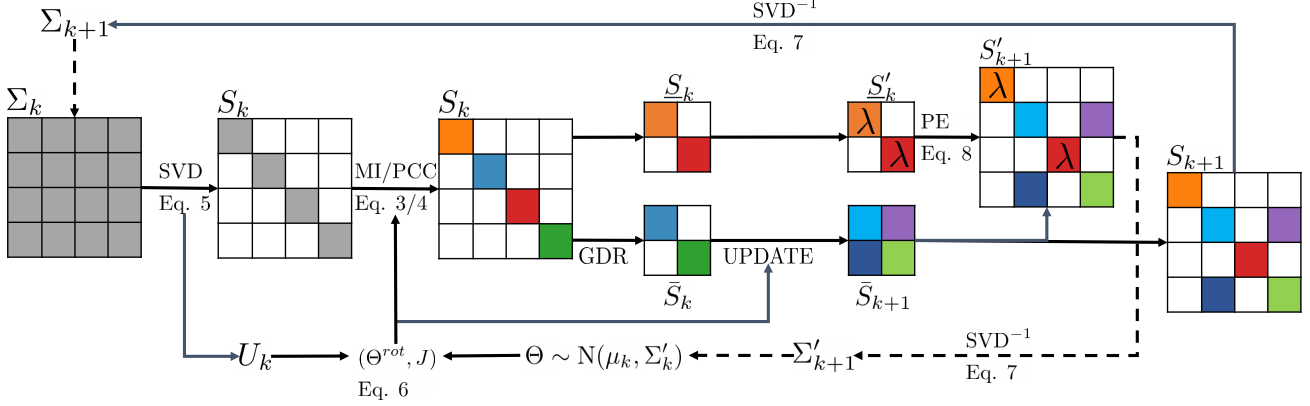 Σ_{k+1}
SVD⁻¹
Eq. 7
Σ_k
S_k
S_k
S̲_k
S̲′_k
S′_{k+1}
λ
λ
λ
λ
PE
Eq. 8
SVD
Eq. 5
MI/PCC
Eq. 3/4
S_{k+1}
GDR
UPDATE
S̄_k
S̄_{k+1}
U_k
(Θ^{rot}, J)
Eq. 6
Θ ∼ N(μ_k, Σ′_k)
Σ′_{k+1}
SVD⁻¹
Eq. 7